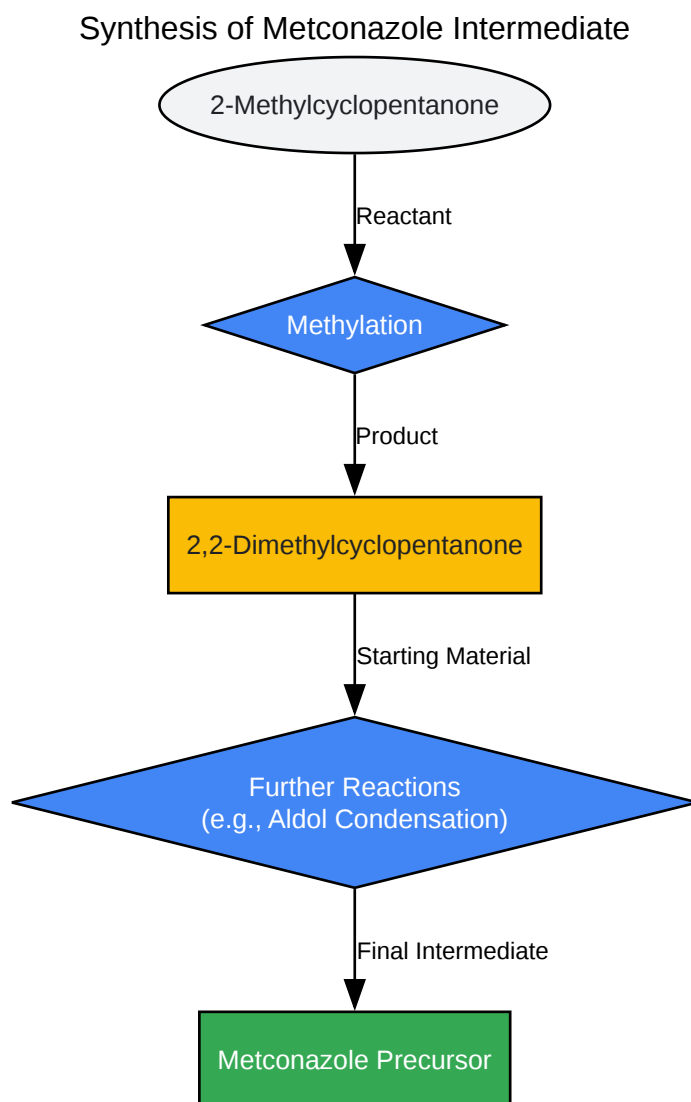 Synthesis of Metconazole Intermediate
2-Methylcyclopentanone
Reactant
Methylation
Product
2,2-Dimethylcyclopentanone
Starting Material
Further Reactions
(e.g., Aldol Condensation)
Final Intermediate
Metconazole Precursor